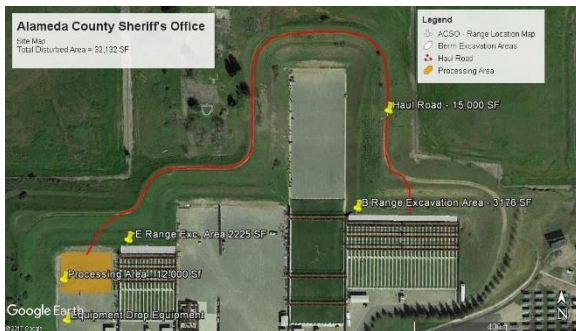 Alameda County Sheriff's Office
Site Map
Total Disturbed Area = 32,132 SF
Legend
ACSO - Range Location Map
Berm Excavation Areas
Haul Road
Processing Area
Haul Road - 15,000 SF
B Range Excavation Area - 3176 SF
E Range Exc. Area 2225 SF
Processing Area - 12,000 Sf
Google Earth
Equipment Drop Equipment
N